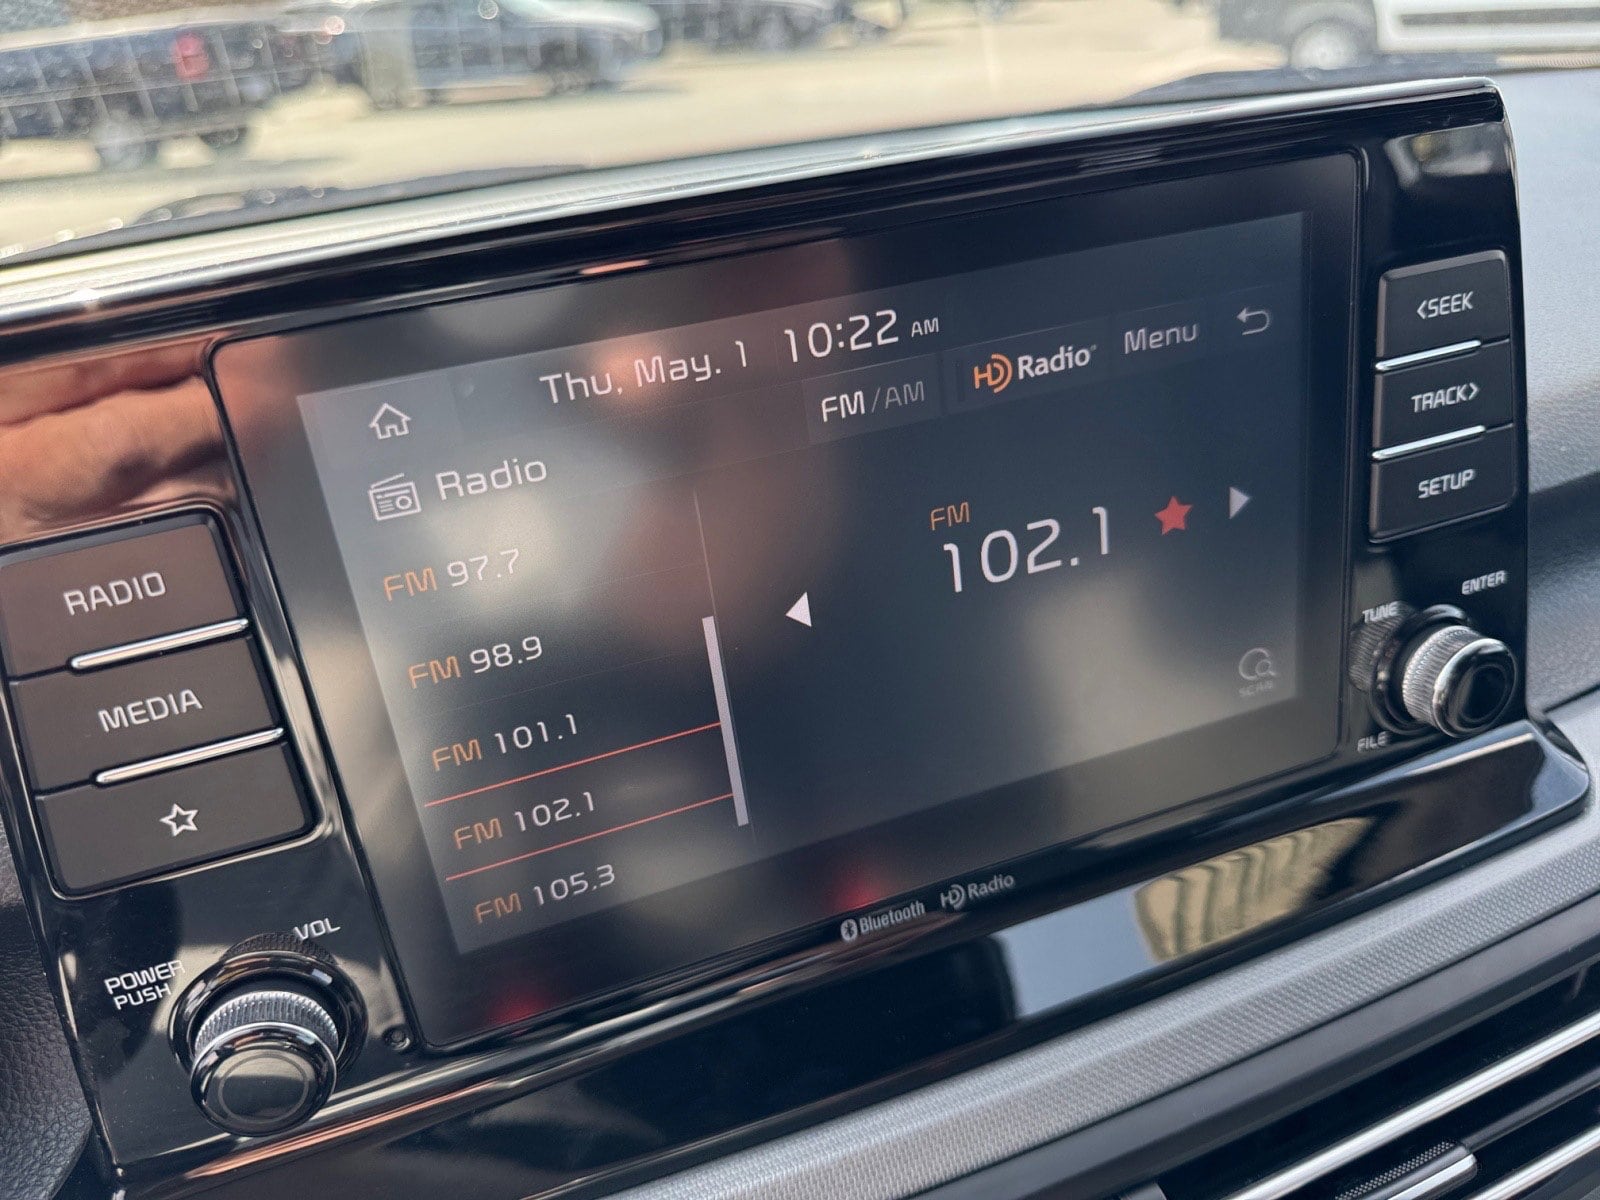 Thu, May. 1 10:22 AM
FM/AM HD Radio Menu
Radio
FM 97.7
FM 98.9
FM 101.1
FM 102.1
FM 105.3
FM
102.1
SCAN
RADIO
MEDIA
VOL
POWER
PUSH
<SEEK
TRACK>
SETUP
ENTER
TUNE
FILE
Bluetooth HD Radio